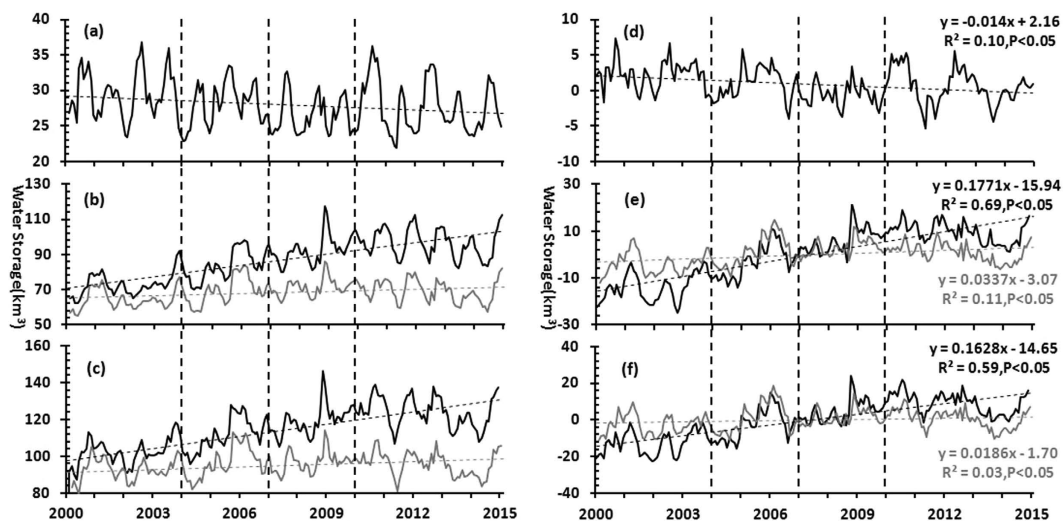 (a)
40
35
30
25
20
(d)
y = -0.014x + 2.16
R² = 0.10,P<0.05
10
5
0
-5
-10
Water Storage(km³)
(b)
130
110
90
70
50
Water Storage(km³)
(e)
y = 0.1771x - 15.94
R² = 0.69,P<0.05
30
10
-10
-30
y = 0.0337x - 3.07
R² = 0.11,P<0.05
(c)
160
140
120
100
80
2000 2003 2006 2009 2012 2015
(f)
y = 0.1628x - 14.65
R² = 0.59,P<0.05
40
20
0
-20
-40
y = 0.0186x - 1.70
R² = 0.03,P<0.05
2000 2003 2006 2009 2012 2015